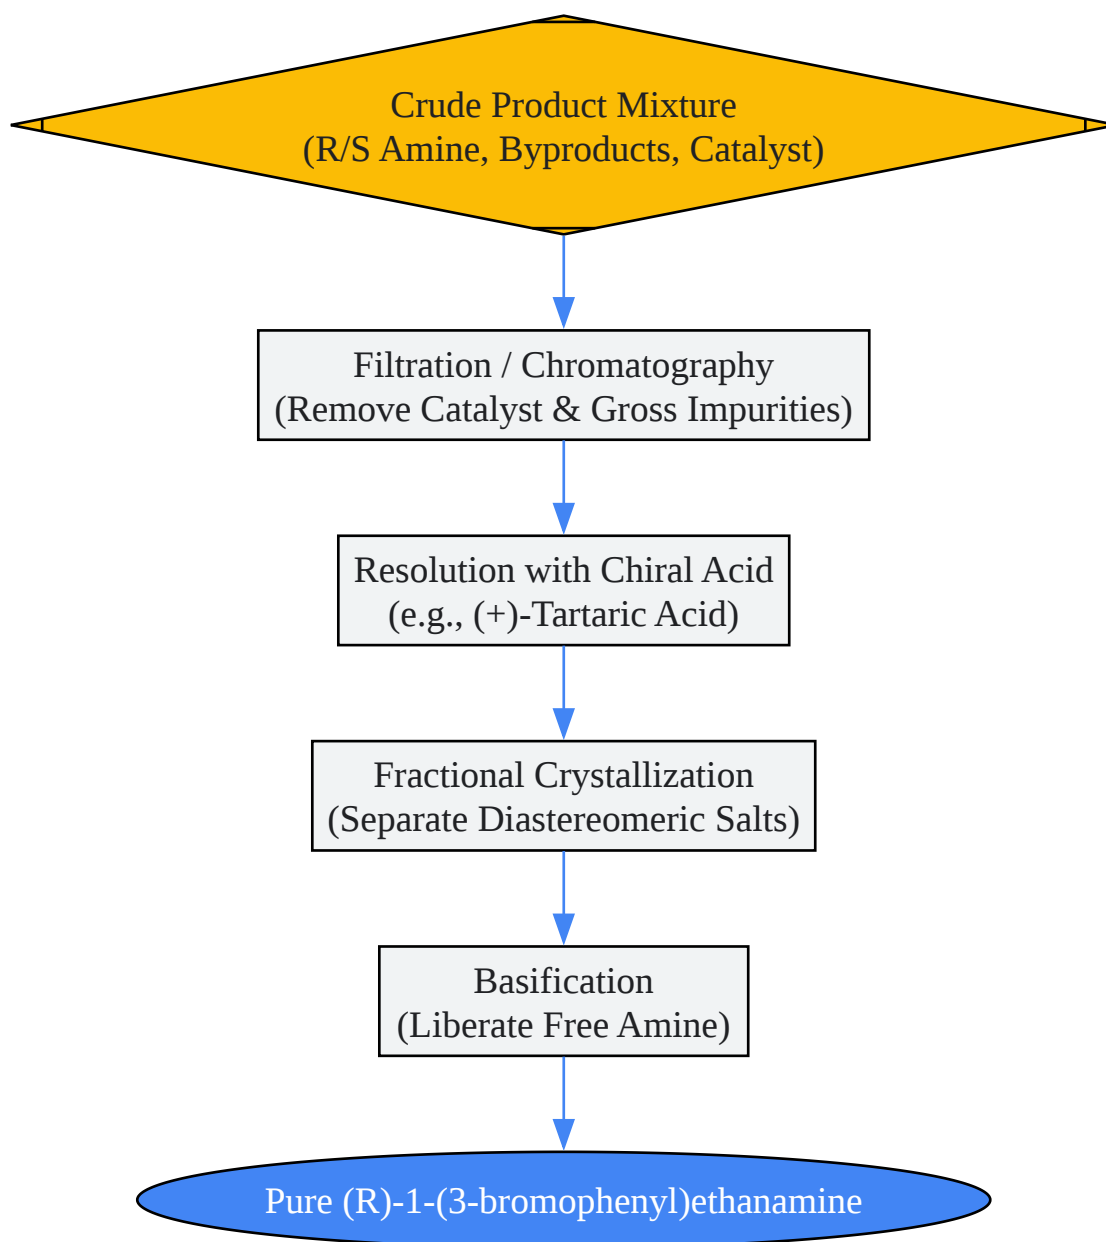 Crude Product Mixture
(R/S Amine, Byproducts, Catalyst)
Filtration / Chromatography
(Remove Catalyst & Gross Impurities)
Resolution with Chiral Acid
(e.g., (+)-Tartaric Acid)
Fractional Crystallization
(Separate Diastereomeric Salts)
Basification
(Liberate Free Amine)
Pure (R)-1-(3-bromophenyl)ethanamine